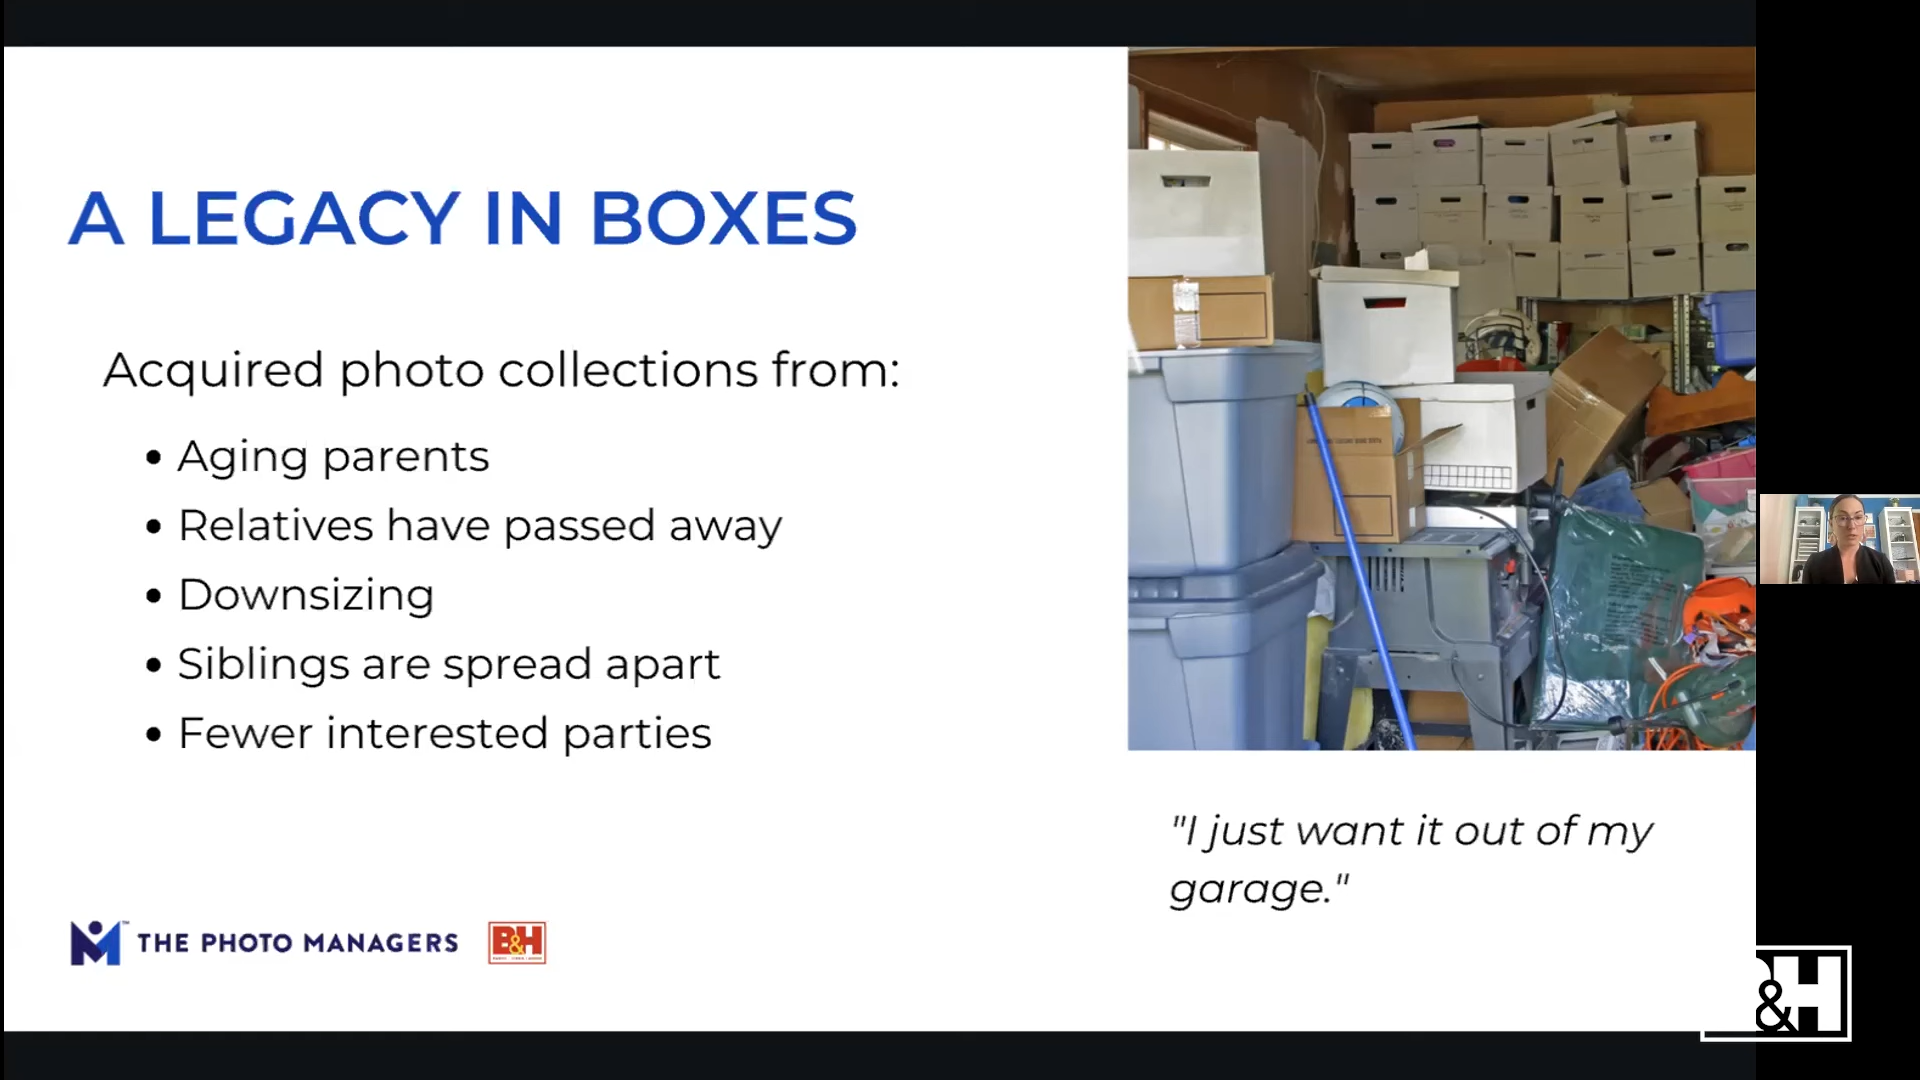 A LEGACY IN BOXES
Acquired photo collections from:
• Aging parents
• Relatives have passed away
• Downsizing
• Siblings are spread apart
• Fewer interested parties
"I just want it out of my
garage."
THE PHOTO MANAGERS
B&H
&H